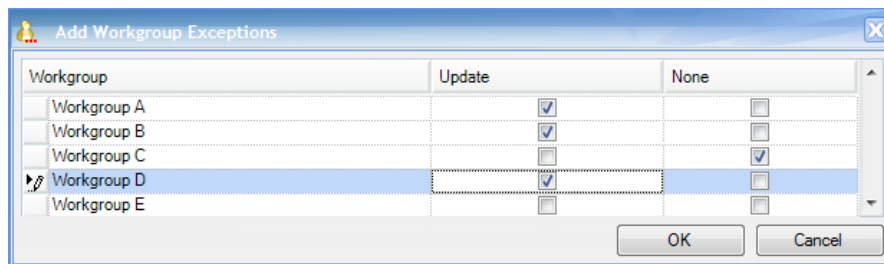 Add Workgroup Exceptions
Workgroup Update None
Workgroup A
Workgroup B
Workgroup C
Workgroup D
Workgroup E
OK Cancel